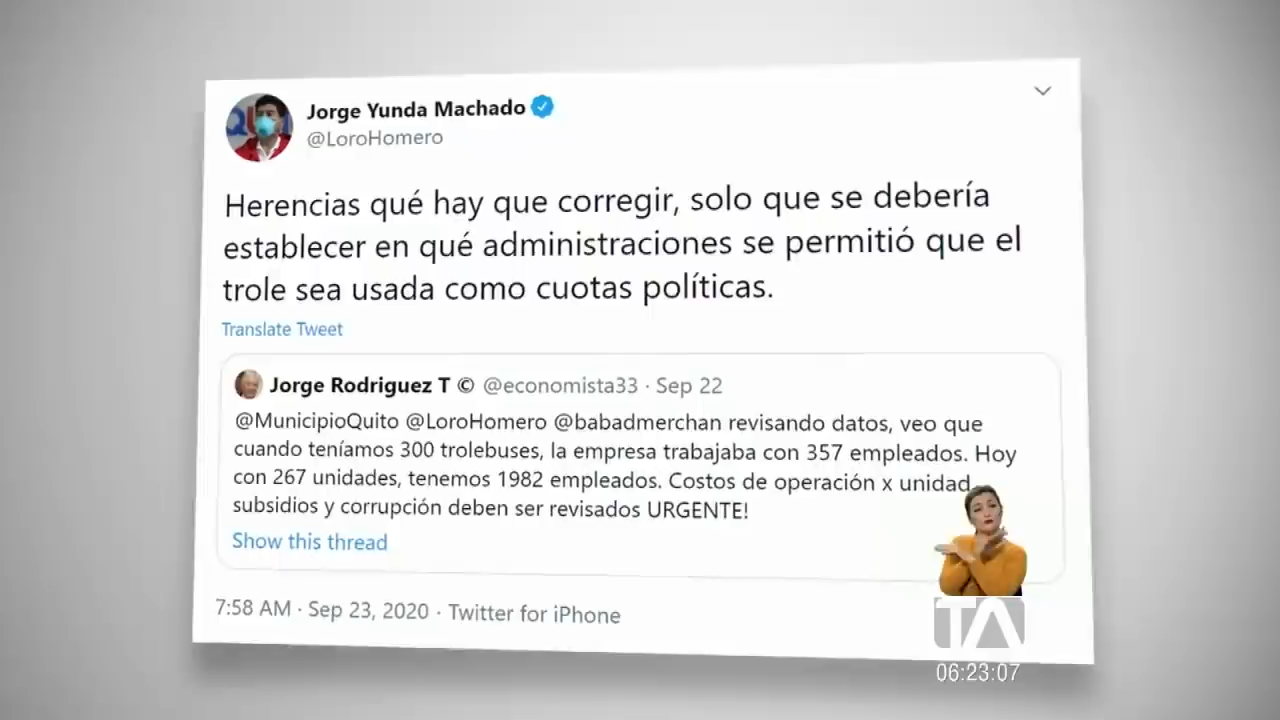 QU
Jorge Yunda Machado
@LoroHomero
Herencias qué hay que corregir, solo que se debería
establecer en qué administraciones se permitió que el
trole sea usada como cuotas políticas.
Translate Tweet
Jorge Rodriguez T © @economista33 · Sep 22
@MunicipioQuito @LoroHomero @babadmerchan revisando datos, veo que
cuando teníamos 300 trolebuses, la empresa trabajaba con 357 empleados. Hoy
con 267 unidades, tenemos 1982 empleados. Costos de operación x unidad
subsidios y corrupción deben ser revisados URGENTE!
Show this thread
7:58 AM · Sep 23, 2020 · Twitter for iPhone
TA
06:23:07